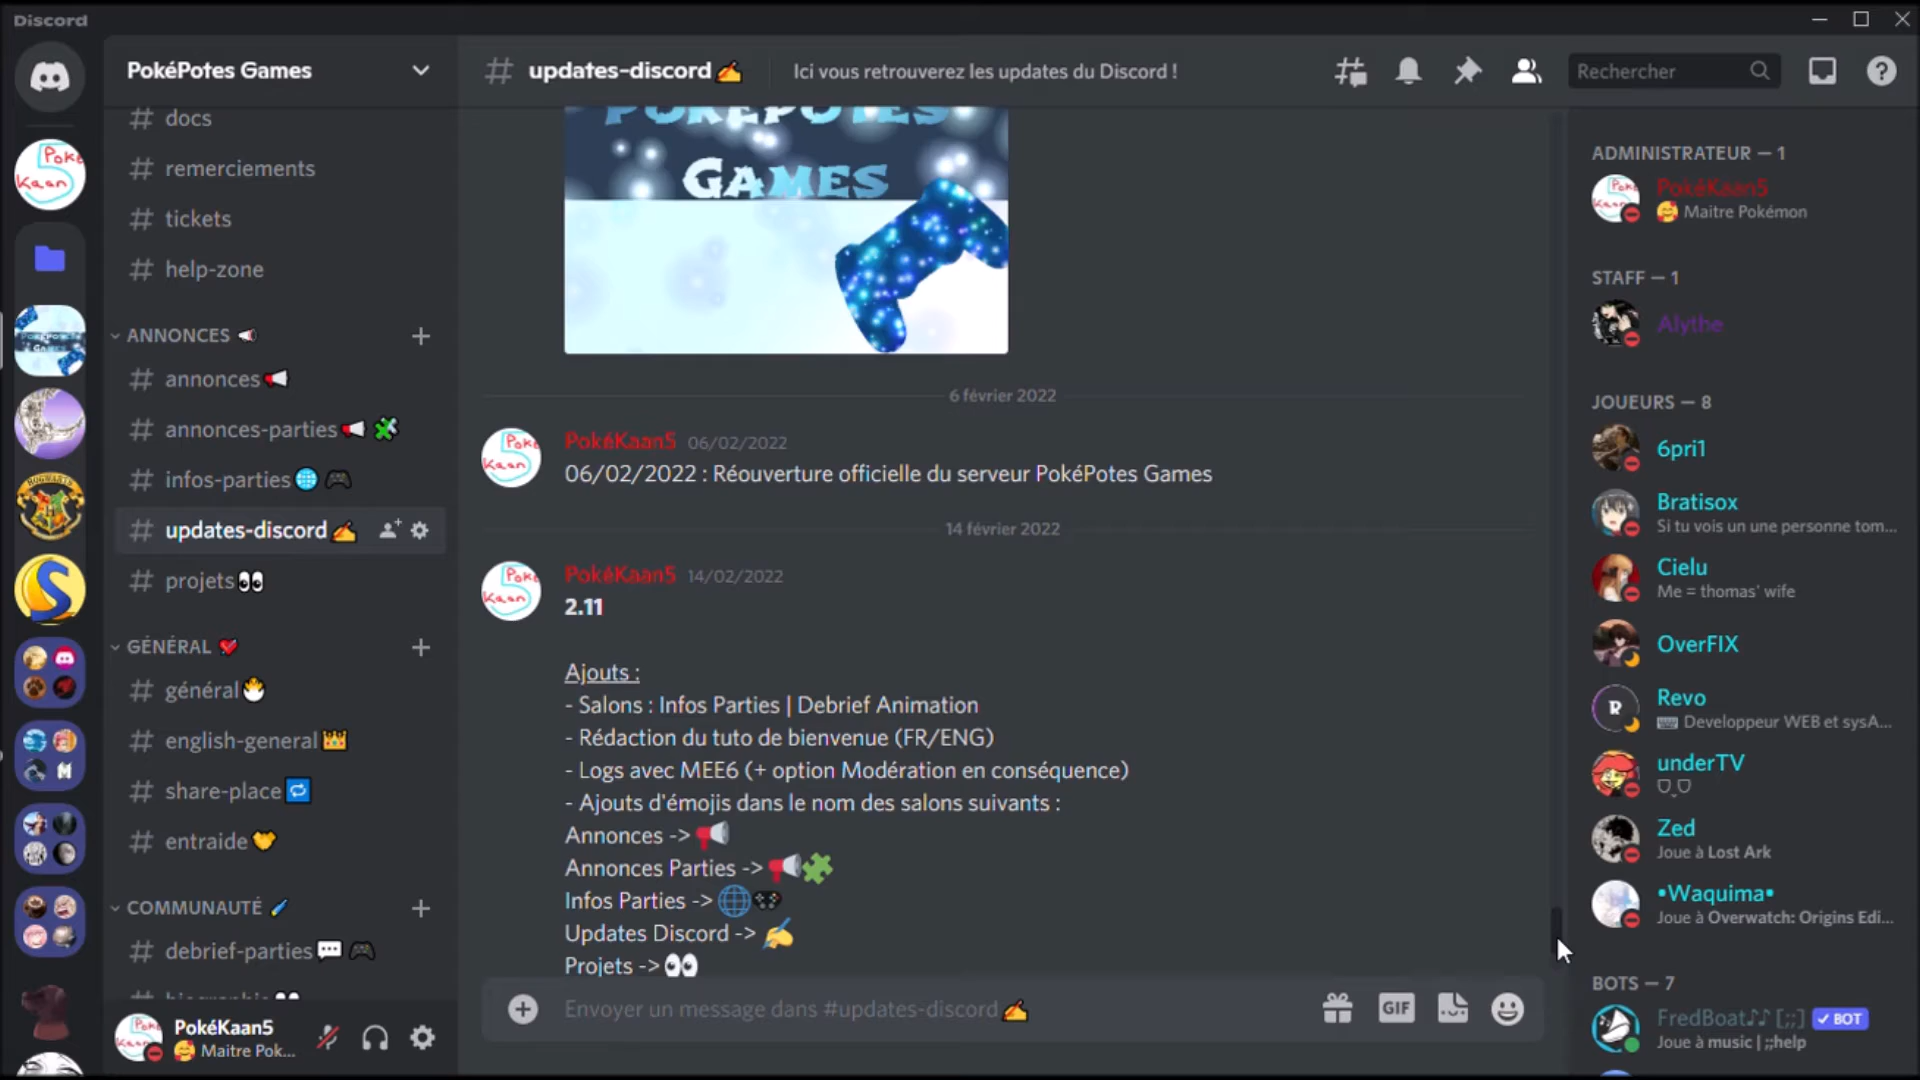 Discord
PokéPotes Games
docs
remerciements
tickets
help-zone
ANNONCES
annonces
annonces-parties
infos-parties
updates-discord
projets
GÉNÉRAL
général
english-general
share-place
entraide
COMMUNAUTÉ
debrief-parties
PokéKaan5
Maitre Pok...
updates-discord
Ici vous retrouverez les updates du Discord !
Rechercher
POKÉPOTES
GAMES
6 février 2022
PokéKaan5 06/02/2022
06/02/2022 : Réouverture officielle du serveur PokéPotes Games
14 février 2022
PokéKaan5 14/02/2022
2.11
Ajouts :
- Salons : Infos Parties | Debrief Animation
- Rédaction du tuto de bienvenue (FR/ENG)
- Logs avec MEE6 (+ option Modération en conséquence)
- Ajouts d'émojis dans le nom des salons suivants :
Annonces ->
Annonces Parties ->
Infos Parties ->
Updates Discord ->
Projets ->
Envoyer un message dans #updates-discord
GIF
ADMINISTRATEUR — 1
PokéKaan5
Maitre Pokémon
STAFF — 1
Alythe
JOUEURS — 8
6pri1
Bratisox
Si tu vois un une personne tom...
Cielu
Me = thomas' wife
OverFIX
Revo
Developpeur WEB et sysA...
underTV
Zed
Joue à Lost Ark
•Waquima•
Joue à Overwatch: Origins Edi...
BOTS — 7
FredBoat♪♪ [;;] ✓ BOT
Joue à music | ;;help